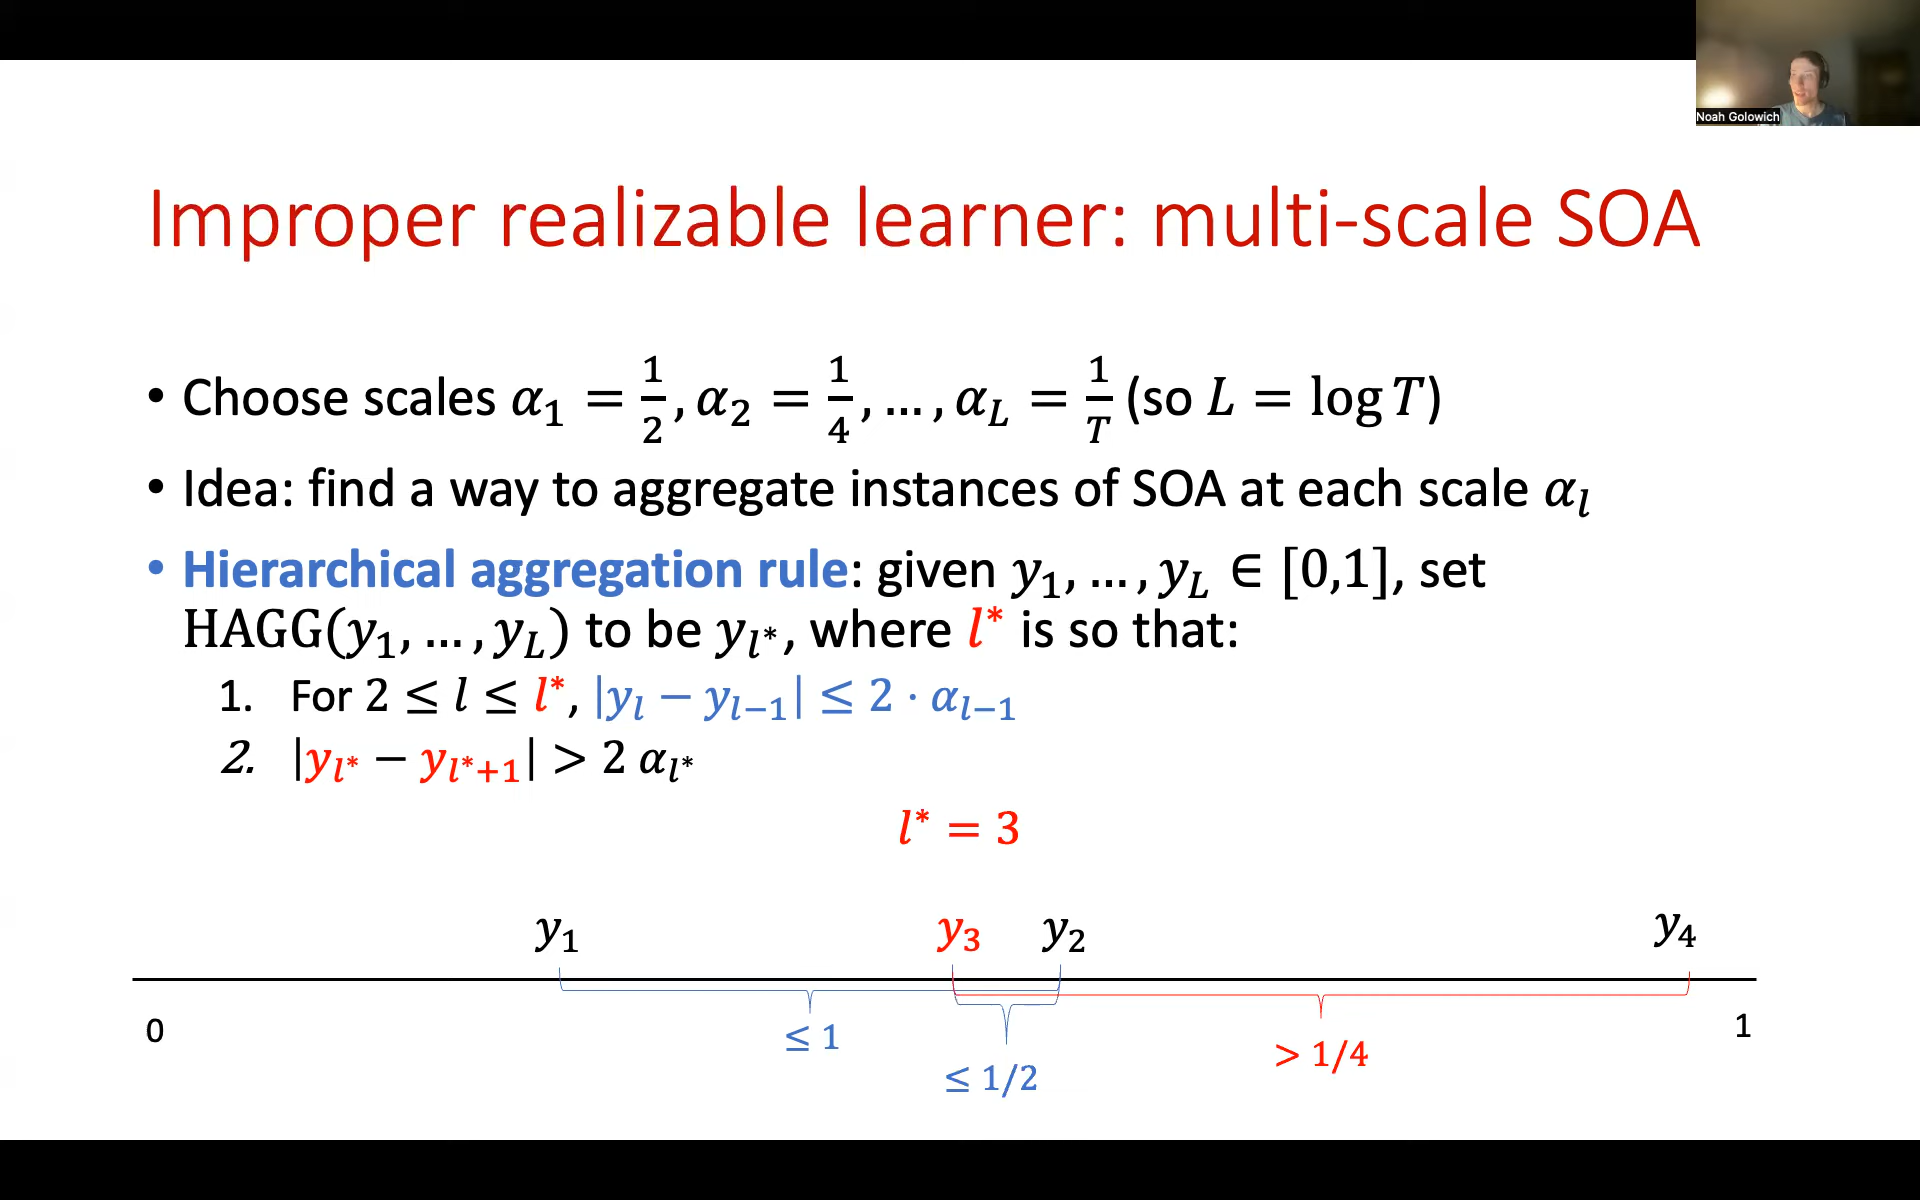 Noah Golowich
Improper realizable learner: multi-scale SOA
• Choose scales α₁ = 1/2, α₂ = 1/4, …, α_L = 1/T (so L = log T)
• Idea: find a way to aggregate instances of SOA at each scale α_l
• Hierarchical aggregation rule: given y₁, …, y_L ∈ [0,1], set
HAGG(y₁, …, y_L) to be y_{l*}, where l* is so that:
1. For 2 ≤ l ≤ l*, |y_l − y_{l−1}| ≤ 2 · α_{l−1}
2. |y_{l*} − y_{l*+1}| > 2 α_{l*}
l* = 3
y₁ y₃ y₂ y₄
0 1
≤ 1
≤ 1/2
> 1/4